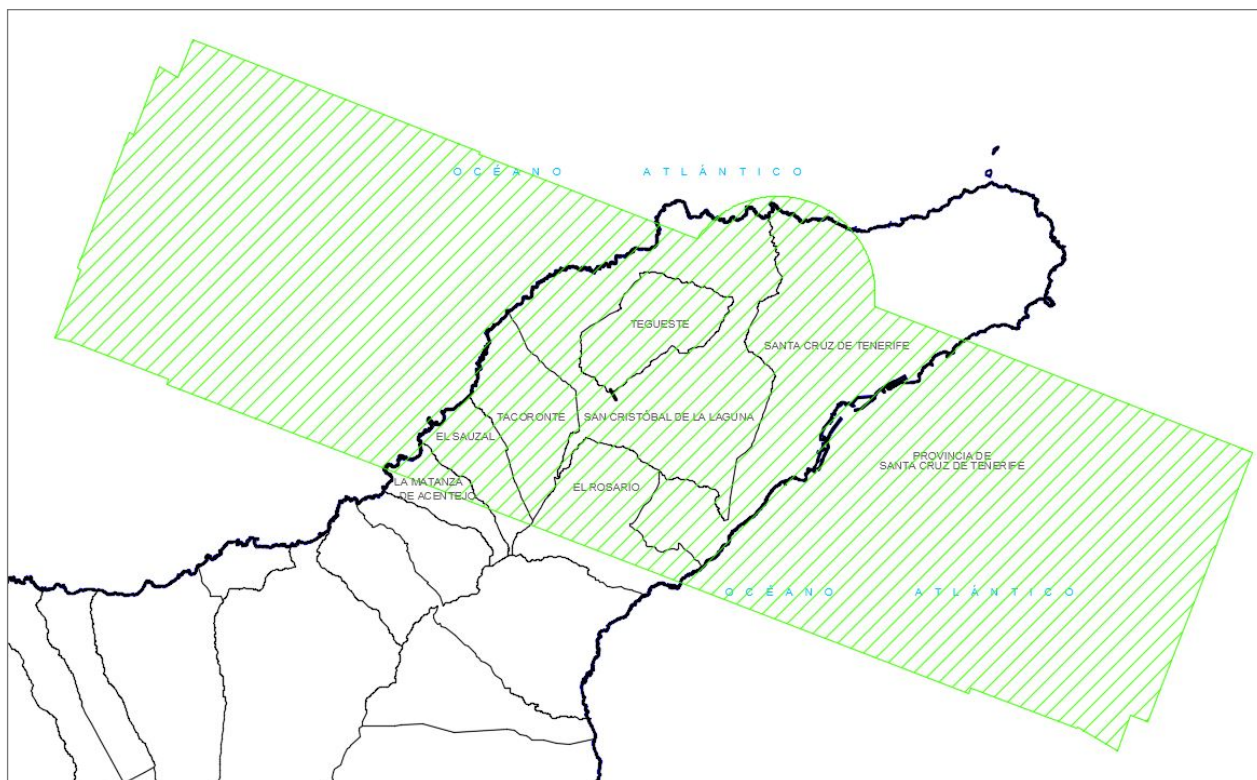 OCÉANO ATLÁNTICO
TEGUESTE
SANTA CRUZ DE TENERIFE
TACORONTE
SAN CRISTÓBAL DE LA LAGUNA
EL SAUZAL
PROVINCIA DE
SANTA CRUZ DE TENERIFE
LA MATANZA
DE ACENTEJO
EL ROSARIO
OCÉANO ATLÁNTICO